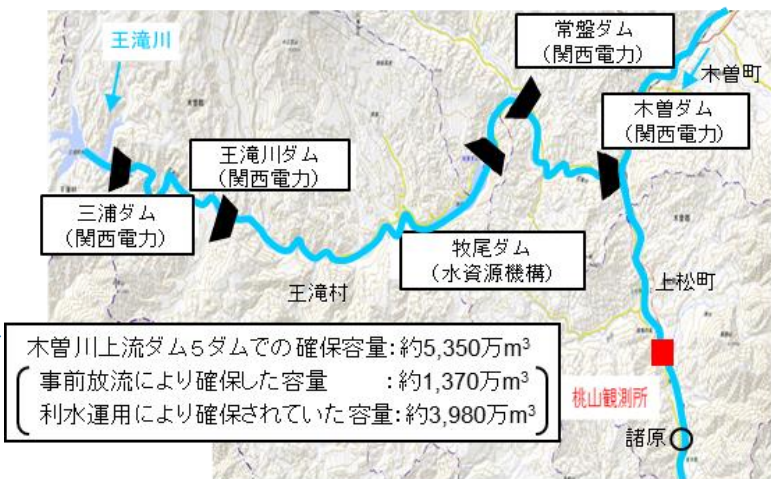 王滝川
常盤ダム
(関西電力)
木曽町
木曽ダム
(関西電力)
王滝川ダム
(関西電力)
三浦ダム
(関西電力)
牧尾ダム
(水資源機構)
王滝村
上松町
木曽川上流ダム5ダムでの確保容量:約5,350万m³
事前放流により確保した容量 :約1,370万m³
利水運用により確保されていた容量:約3,980万m³
桃山観測所
諸原